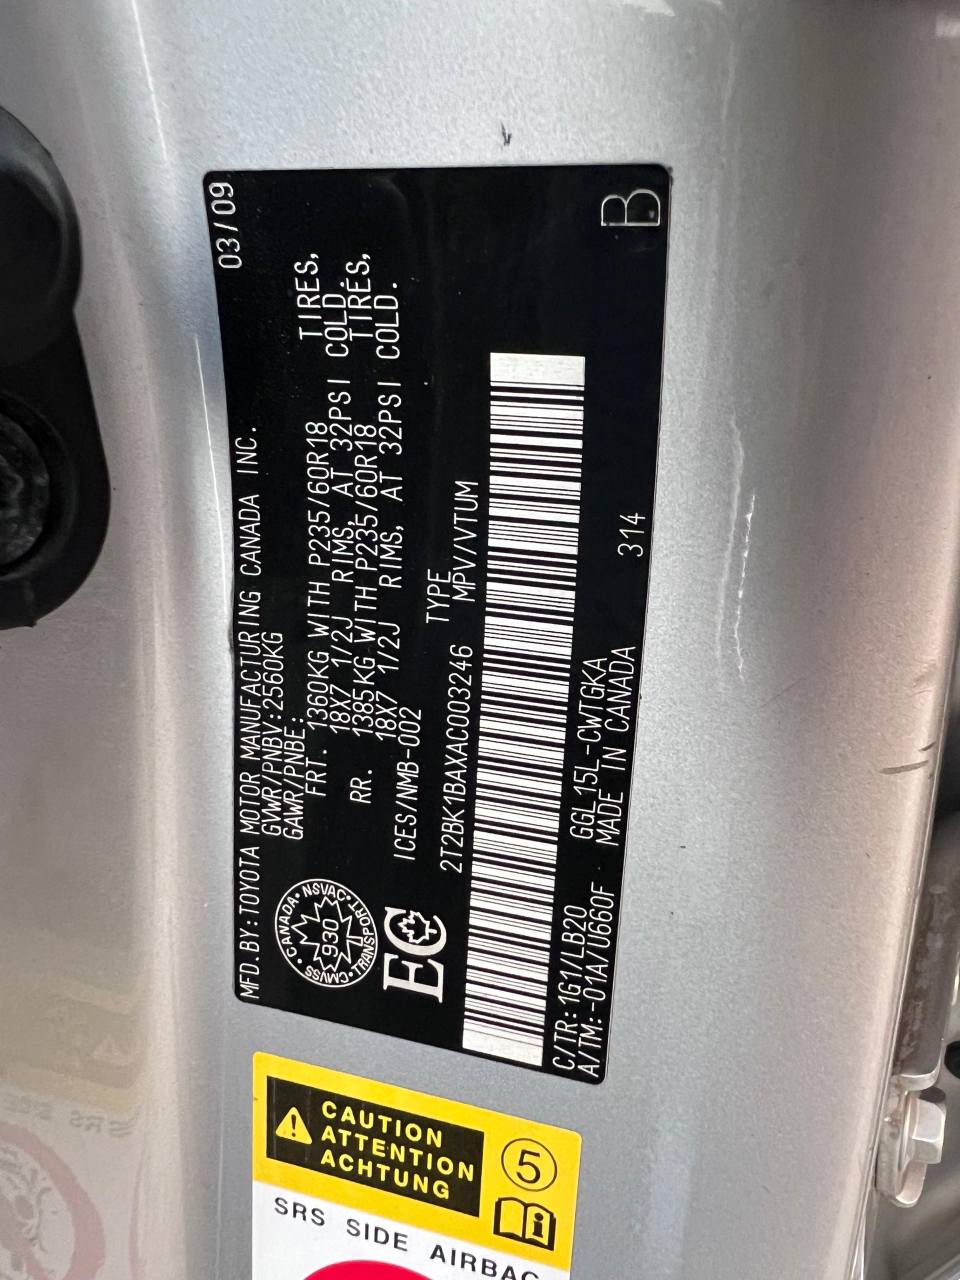 03/09
MFD.BY:TOYOTA MOTOR MANUFACTURING CANADA INC.
GVWR/PNBV:2560KG
GAWR/PNBE:
FRT. 1360KG WITH P235/60R18 TIRES,
18X7 1/2J RIMS, AT 32PSI COLD.
RR. 1385KG WITH P235/60R18 TIRES,
18X7 1/2J RIMS, AT 32PSI COLD.
ICES/NMB-002
CANADA • NSVAC • TRANSPORT • CMVSS
930
EC
TYPE
2T2BK1BAXAC003246 MPV/VTUM
C/TR:1G1/LB20 GGL15L-CWTGKA
A/TM:-01A/U660F MADE IN CANADA 314
B
CAUTION
ATTENTION
ACHTUNG
5
i
SRS SIDE AIRBAG